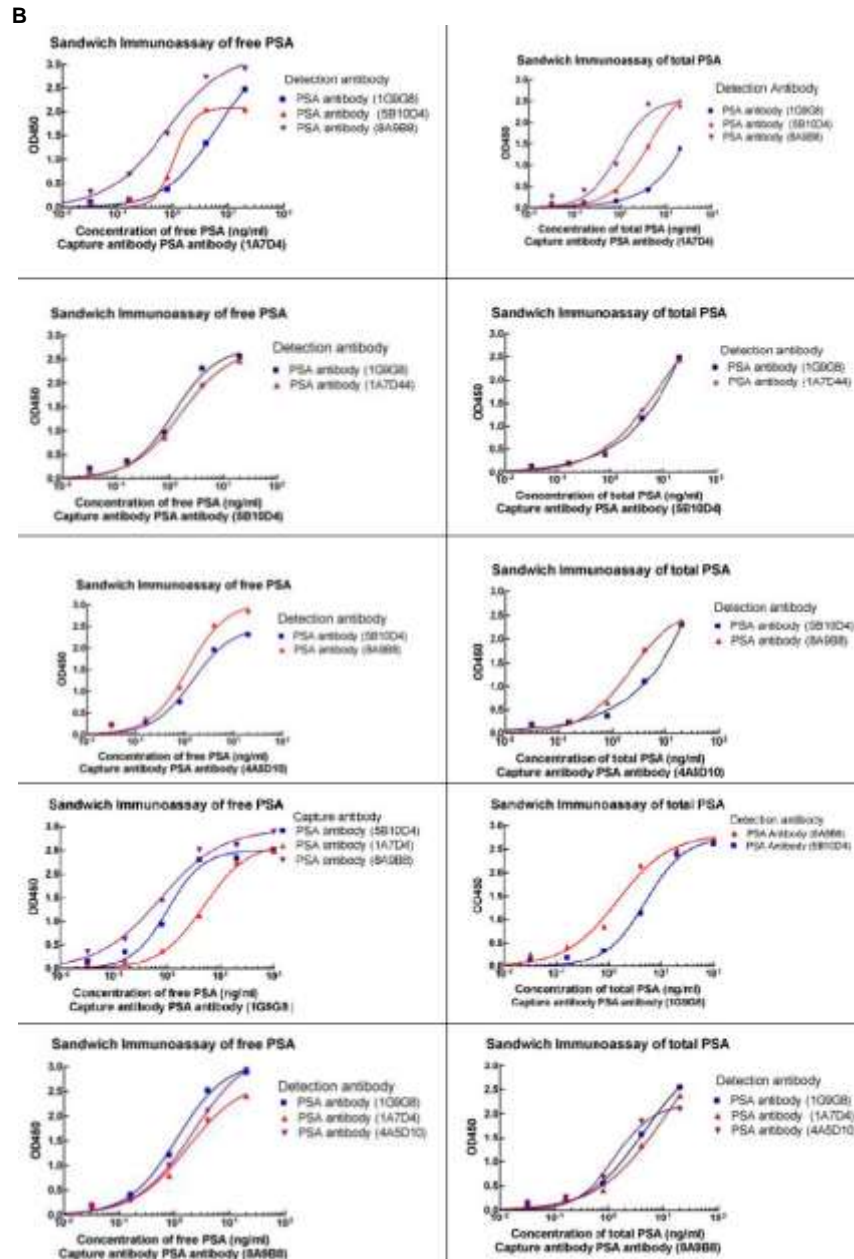 B
Sandwich Immunoassay of free PSA
Detection antibody
PSA antibody (1G9G8)
PSA antibody (5B10D4)
PSA antibody (8A9B8)
OD450
Concentration of free PSA (ng/ml)
Capture antibody PSA antibody (1A7D4)
Sandwich Immunoassay of total PSA
Detection Antibody
PSA antibody (1G9G8)
PSA antibody (5B10D4)
PSA antibody (8A9B8)
OD450
Concentration of total PSA (ng/ml)
Capture antibody PSA antibody (1A7D4)
Sandwich Immunoassay of free PSA
Detection antibody
PSA antibody (1G9G8)
PSA antibody (1A7D44)
OD450
Concentration of free PSA (ng/ml)
Capture antibody PSA antibody (5B10D4)
Sandwich Immunoassay of total PSA
Detection antibody
PSA antibody (1G9G8)
PSA antibody (1A7D44)
OD450
Concentration of total PSA (ng/ml)
Capture antibody PSA antibody (5B10D4)
Sandwich Immunoassay of free PSA
Detection antibody
PSA antibody (5B10D4)
PSA antibody (8A9B8)
OD450
Concentration of free PSA (ng/ml)
Capture antibody PSA antibody (4A5D10)
Sandwich Immunoassay of total PSA
Detection antibody
PSA antibody (5B10D4)
PSA antibody (8A9B8)
OD450
Concentration of total PSA (ng/ml)
Capture antibody PSA antibody (4A5D10)
Sandwich Immunoassay of free PSA
Capture antibody
PSA antibody (5B10D4)
PSA antibody (1A7D4)
PSA antibody (8A9B8)
OD450
Concentration of free PSA (ng/ml)
Capture antibody PSA antibody (1G9G8)
Sandwich Immunoassay of total PSA
Detection antibody
PSA Antibody (8A9B8)
PSA Antibody (5B10D4)
OD450
Concentration of total PSA (ng/ml)
Capture antibody PSA antibody (1G9G8)
Sandwich Immunoassay of free PSA
Detection antibody
PSA antibody (1G9G8)
PSA antibody (1A7D4)
PSA antibody (4A5D10)
OD450
Concentration of free PSA (ng/ml)
Capture antibody PSA antibody (8A9B8)
Sandwich Immunoassay of total PSA
Detection antibody
PSA antibody (1G9G8)
PSA antibody (1A7D4)
PSA antibody (4A5D10)
OD450
Concentration of total PSA (ng/ml)
Capture antibody PSA antibody (8A9B8)